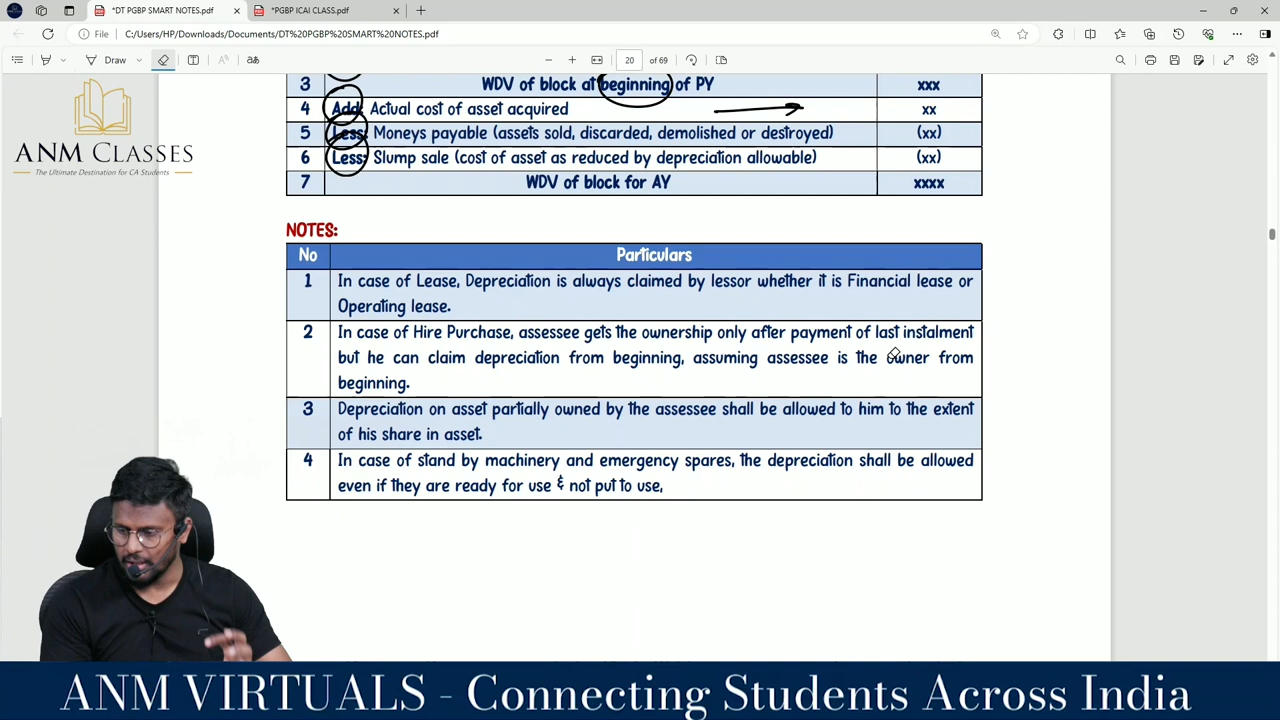 *DT PGBP SMART NOTES.pdf
*PGBP ICAI CLASS.pdf
File C:/Users/HP/Downloads/Documents/DT%20PGBP%20SMART%20NOTES.pdf
Draw 20 of 69
ANM CLASSES
The Ultimate Destination for CA Students
3 WDV of block at beginning of PY xxx
4 Add: Actual cost of asset acquired xx
5 Less: Moneys payable (assets sold, discarded, demolished or destroyed) (xx)
6 Less: Slump sale (cost of asset as reduced by depreciation allowable) (xx)
7 WDV of block for AY xxxx
NOTES:
No Particulars
1 In case of Lease, Depreciation is always claimed by lessor whether it is Financial lease or
Operating lease.
2 In case of Hire Purchase, assessee gets the ownership only after payment of last instalment
but he can claim depreciation from beginning, assuming assessee is the owner from
beginning.
3 Depreciation on asset partially owned by the assessee shall be allowed to him to the extent
of his share in asset.
4 In case of stand by machinery and emergency spares, the depreciation shall be allowed
even if they are ready for use & not put to use,
ANM VIRTUALS - Connecting Students Across India